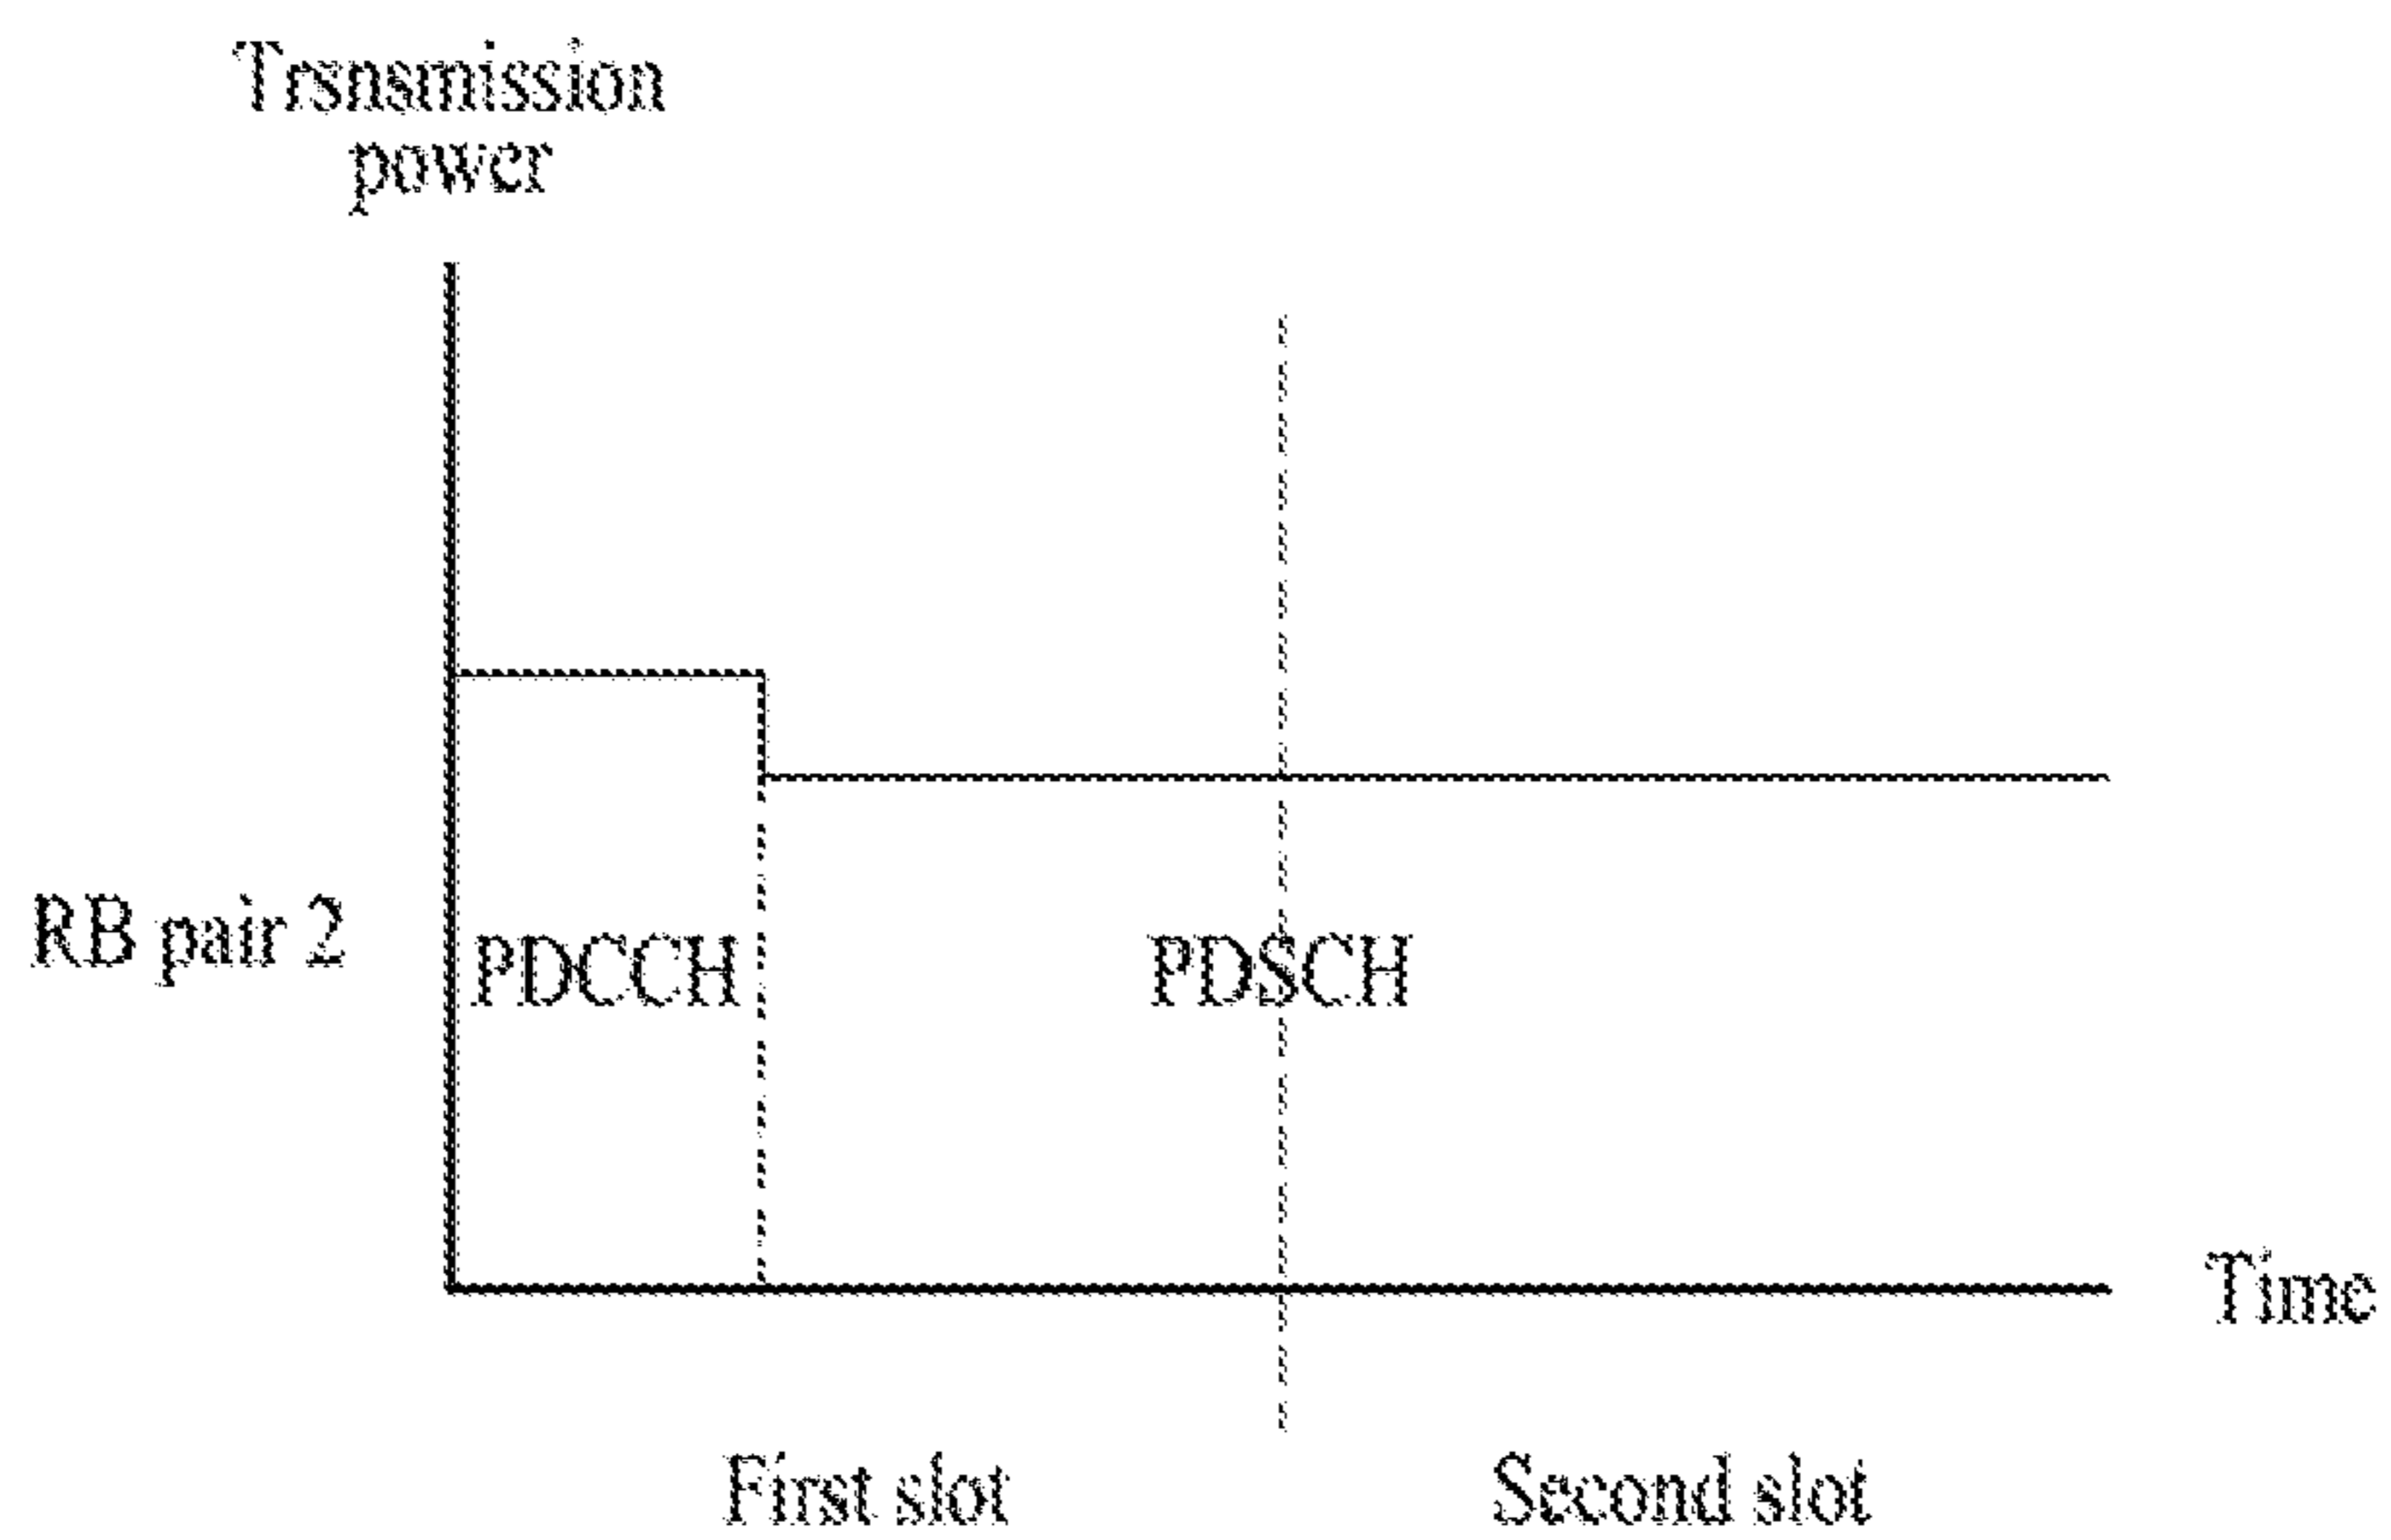 Trsnsmission
power
RB pair 2
PDCCH
PDSCH
Time
First slot
Second slot